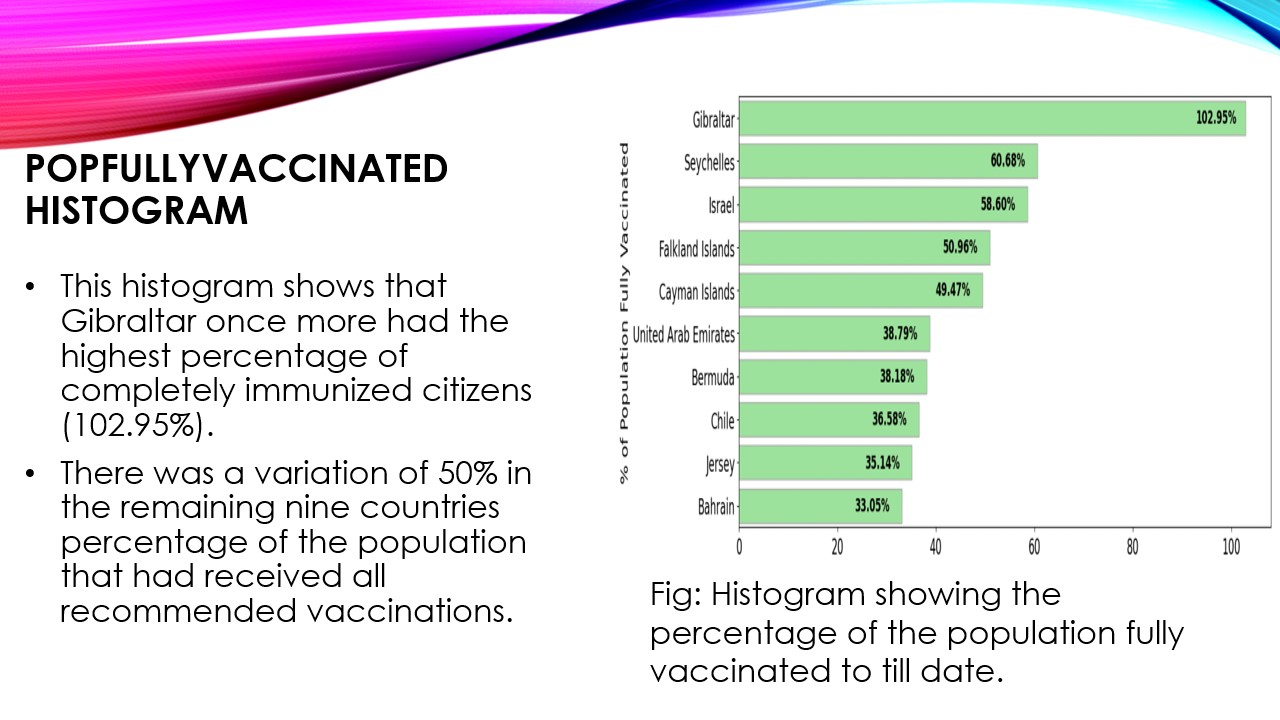 POPFULLYVACCINATED
HISTOGRAM
• This histogram shows that
Gibraltar once more had the
highest percentage of
completely immunized citizens
(102.95%).
• There was a variation of 50% in
the remaining nine countries
percentage of the population
that had received all
recommended vaccinations.
% of Population Fully Vaccinated
Gibraltar 102.95%
Seychelles 60.68%
Israel 58.60%
Falkland Islands 50.96%
Cayman Islands 49.47%
United Arab Emirates 38.79%
Bermuda 38.18%
Chile 36.58%
Jersey 35.14%
Bahrain 33.05%
0 20 40 60 80 100
Fig: Histogram showing the
percentage of the population fully
vaccinated to till date.